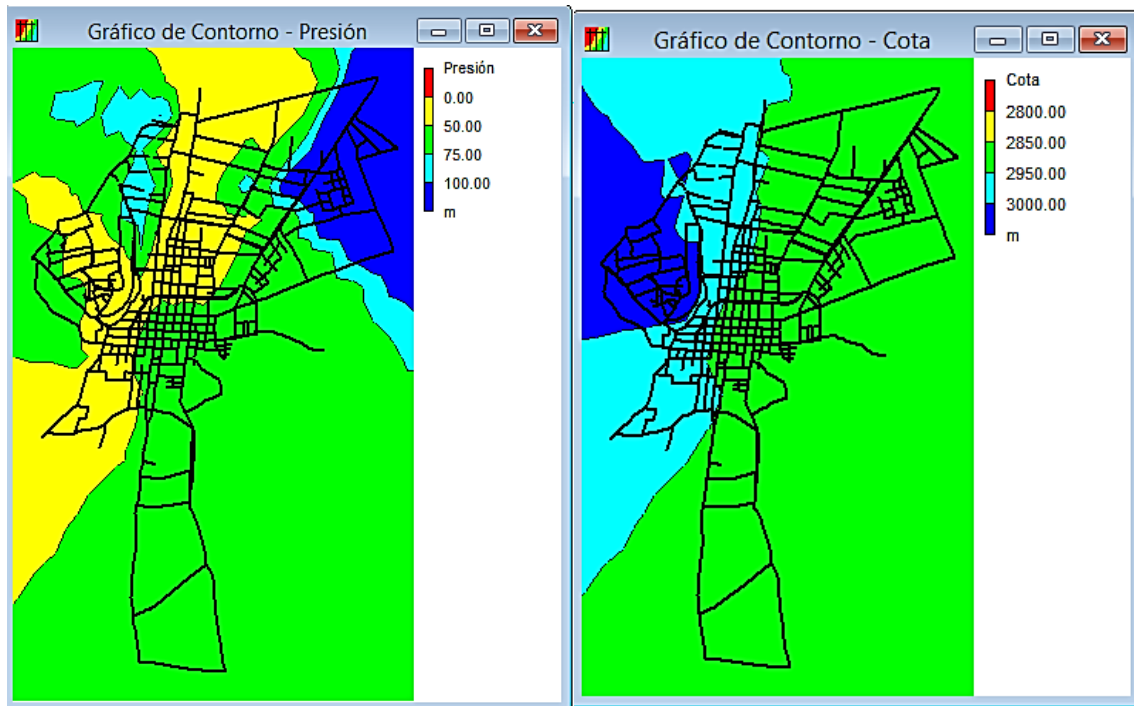 Gráfico de Contorno - Presión
Presión
0.00
50.00
75.00
100.00
m
Gráfico de Contorno - Cota
Cota
2800.00
2850.00
2950.00
3000.00
m